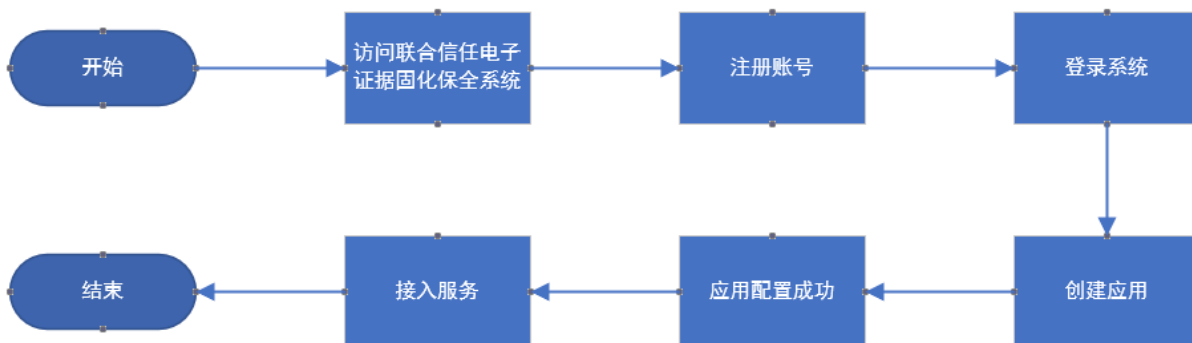 开始
访问联合信任电子
证据固化保全系统
注册账号
登录系统
结束
接入服务
应用配置成功
创建应用